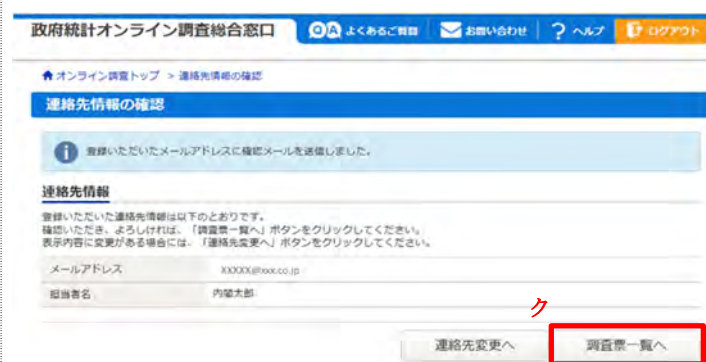 政府統計オンライン調査総合窓口
QA よくあるご質問
お問い合わせ
? ヘルプ
ログアウト
オンライン調査トップ > 連絡先情報の確認
連絡先情報の確認
登録いただいたメールアドレスに確認メールを送信しました。
連絡先情報
登録いただいた連絡先情報は以下のとおりです。
確認いただき、よろしければ、「調査票一覧へ」ボタンをクリックしてください。
表示内容に変更がある場合には、「連絡先変更へ」ボタンをクリックしてください。
メールアドレス XXXXX@xxx.co.jp
担当者名 内閣太郎
ク
連絡先変更へ 調査票一覧へ